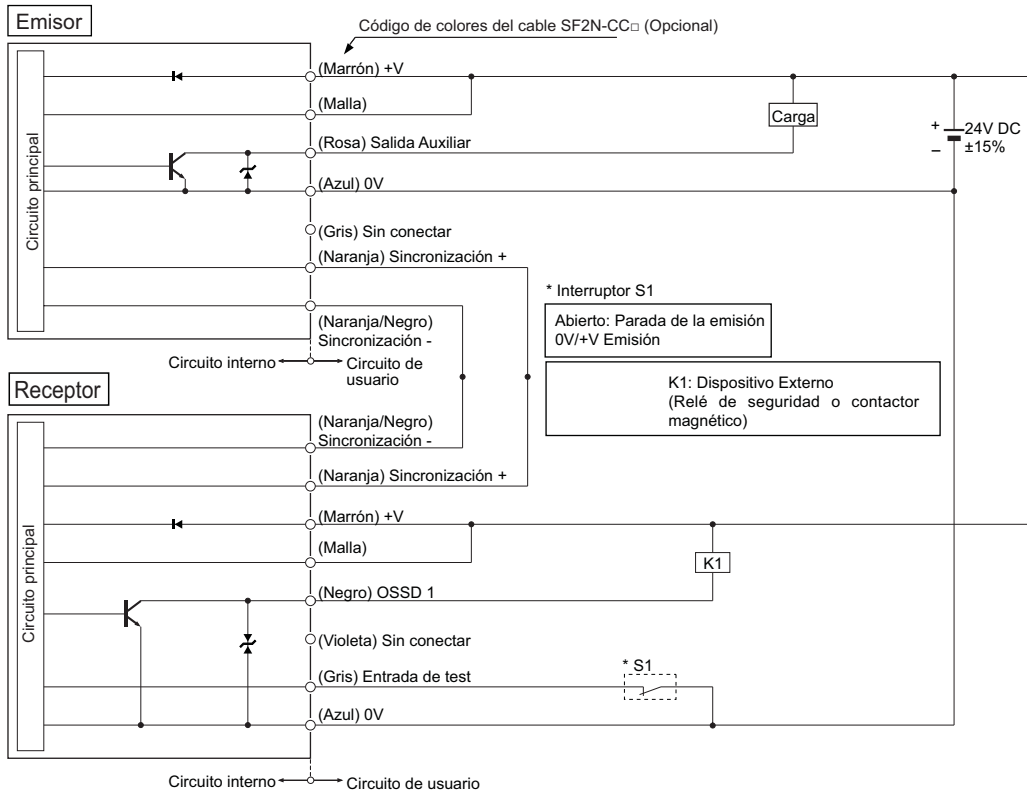 Emisor
Código de colores del cable SF2N-CC□ (Opcional)
(Marrón) +V
(Malla)
Carga
+
24V DC
–
±15%
(Rosa) Salida Auxiliar
(Azul) 0V
Circuito principal
(Gris) Sin conectar
(Naranja) Sincronización +
* Interruptor S1
Abierto: Parada de la emisión
0V/+V Emisión
(Naranja/Negro)
Sincronización -
Circuito interno
Circuito de
usuario
K1: Dispositivo Externo
(Relé de seguridad o contactor
magnético)
Receptor
(Naranja/Negro)
Sincronización -
(Naranja) Sincronización +
(Marrón) +V
(Malla)
K1
Circuito principal
(Negro) OSSD 1
(Violeta) Sin conectar
* S1
(Gris) Entrada de test
(Azul) 0V
Circuito interno
Circuito de usuario